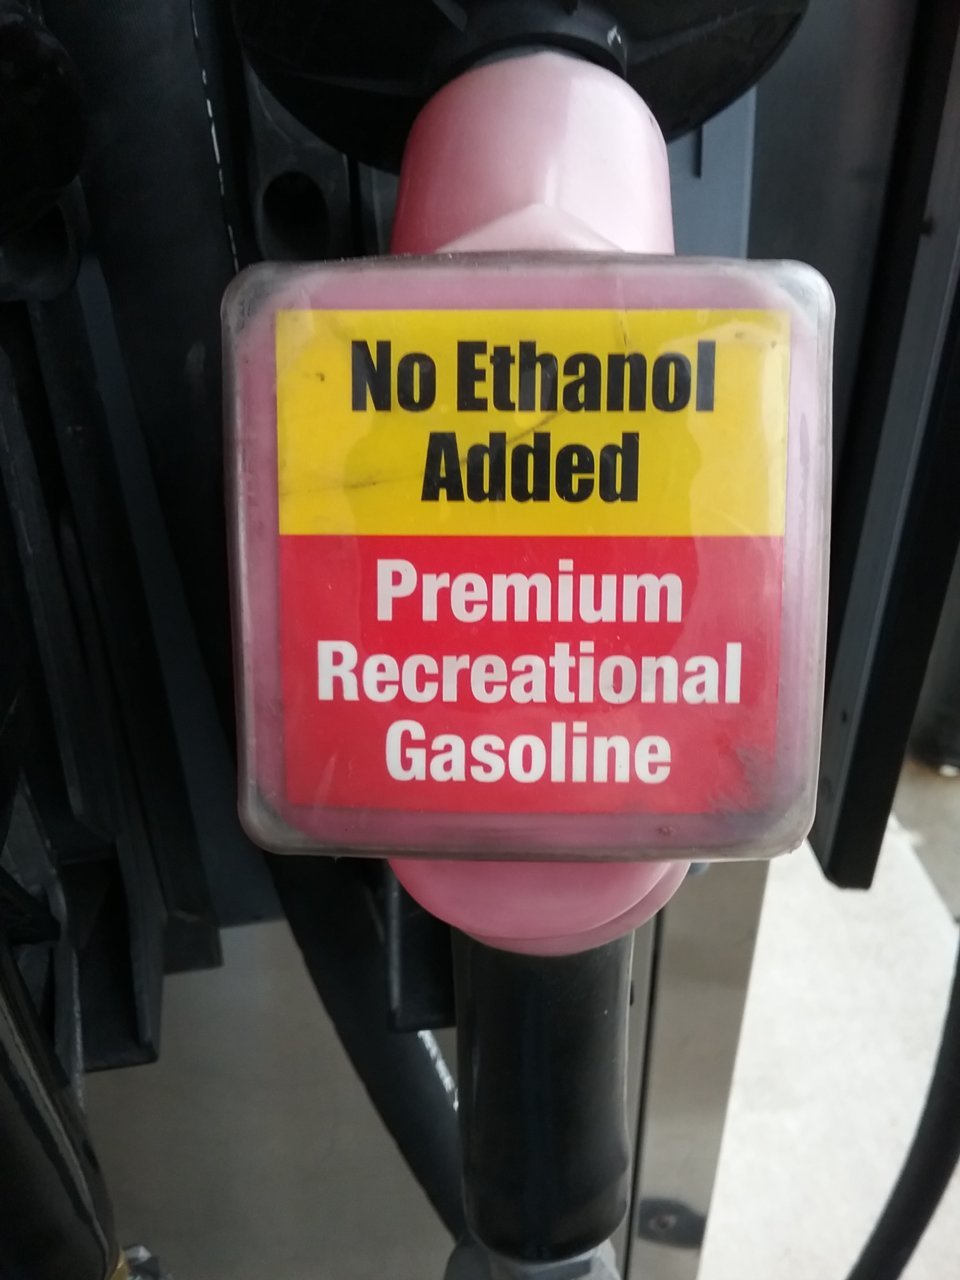 No Ethanol
Added
Premium
Recreational
Gasoline